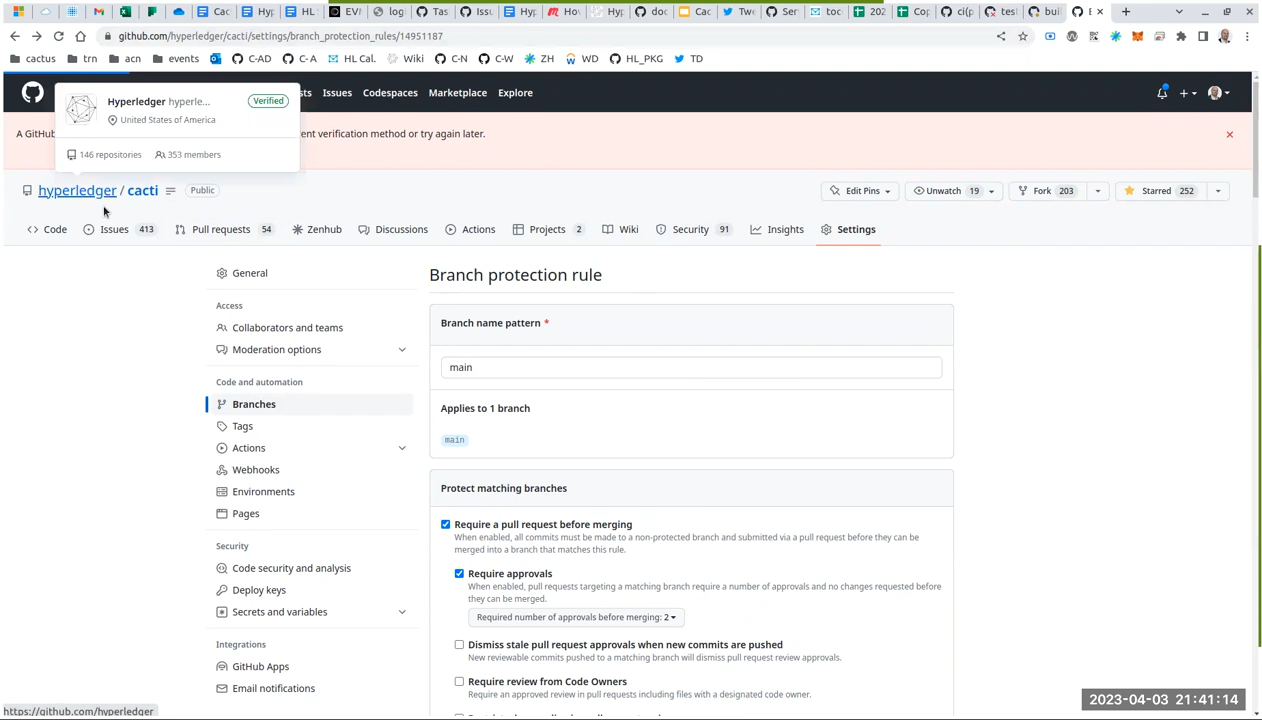 Cac
Hyp
HL
EVM
log
Tas
Issu
Hyp
Hov
Hyp
doc
Cac
Twe
Ser
toc
202
Cop
ci(p
tes
buil
E
github.com/hyperledger/cacti/settings/branch_protection_rules/14951187
cactus
trn
acn
events
C-AD
C-A
HL Cal.
Wiki
C-N
C-W
ZH
WD
HL_PKG
TD
Hyperledger hyperle...
Verified
United States of America
146 repositories
353 members
sts
Issues
Codespaces
Marketplace
Explore
A GitHu
ent verification method or try again later.
hyperledger / cacti
Public
Edit Pins
Unwatch 19
Fork 203
Starred 252
Code
Issues 413
Pull requests 54
Zenhub
Discussions
Actions
Projects 2
Wiki
Security 91
Insights
Settings
General
Access
Collaborators and teams
Moderation options
Code and automation
Branches
Tags
Actions
Webhooks
Environments
Pages
Security
Code security and analysis
Deploy keys
Secrets and variables
Integrations
GitHub Apps
Email notifications
Branch protection rule
Branch name pattern *
main
Applies to 1 branch
main
Protect matching branches
Require a pull request before merging
When enabled, all commits must be made to a non-protected branch and submitted via a pull request before they can be
merged into a branch that matches this rule.
Require approvals
When enabled, pull requests targeting a matching branch require a number of approvals and no changes requested before
they can be merged.
Required number of approvals before merging: 2
Dismiss stale pull request approvals when new commits are pushed
New reviewable commits pushed to a matching branch will dismiss pull request review approvals.
Require review from Code Owners
Require an approved review in pull requests including files with a designated code owner.
https://github.com/hyperledger
2023-04-03 21:41:14